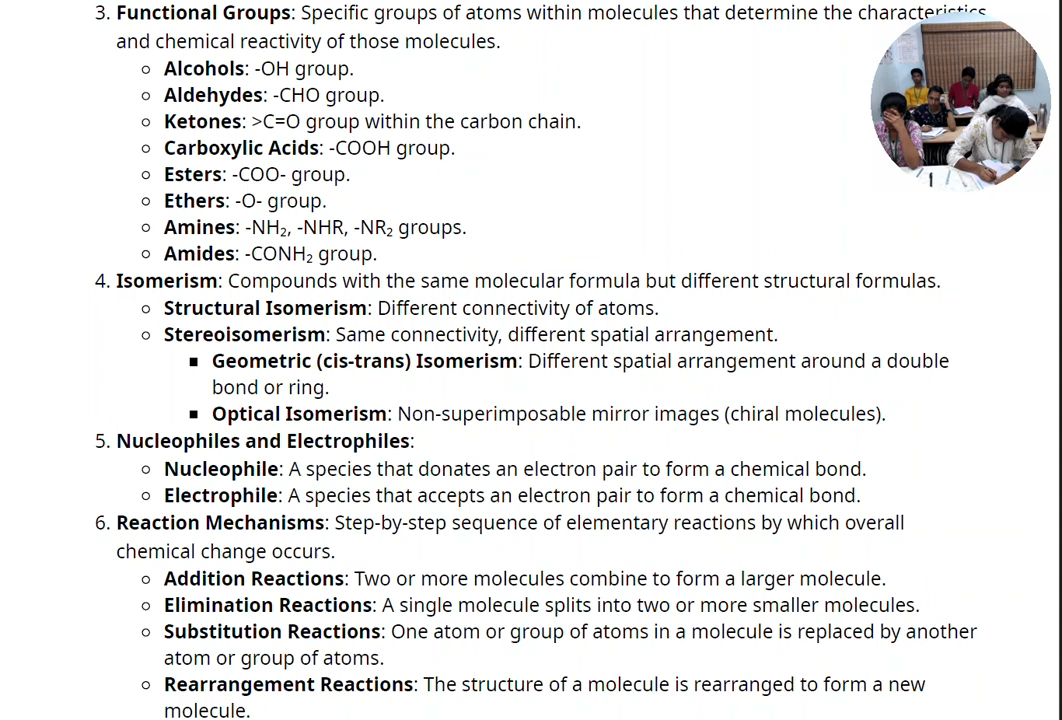 3. Functional Groups: Specific groups of atoms within molecules that determine the characteristics
and chemical reactivity of those molecules.
◦ Alcohols: -OH group.
◦ Aldehydes: -CHO group.
◦ Ketones: >C=O group within the carbon chain.
◦ Carboxylic Acids: -COOH group.
◦ Esters: -COO- group.
◦ Ethers: -O- group.
◦ Amines: -NH₂, -NHR, -NR₂ groups.
◦ Amides: -CONH₂ group.
4. Isomerism: Compounds with the same molecular formula but different structural formulas.
◦ Structural Isomerism: Different connectivity of atoms.
◦ Stereoisomerism: Same connectivity, different spatial arrangement.
▪ Geometric (cis-trans) Isomerism: Different spatial arrangement around a double
bond or ring.
▪ Optical Isomerism: Non-superimposable mirror images (chiral molecules).
5. Nucleophiles and Electrophiles:
◦ Nucleophile: A species that donates an electron pair to form a chemical bond.
◦ Electrophile: A species that accepts an electron pair to form a chemical bond.
6. Reaction Mechanisms: Step-by-step sequence of elementary reactions by which overall
chemical change occurs.
◦ Addition Reactions: Two or more molecules combine to form a larger molecule.
◦ Elimination Reactions: A single molecule splits into two or more smaller molecules.
◦ Substitution Reactions: One atom or group of atoms in a molecule is replaced by another
atom or group of atoms.
◦ Rearrangement Reactions: The structure of a molecule is rearranged to form a new
molecule.